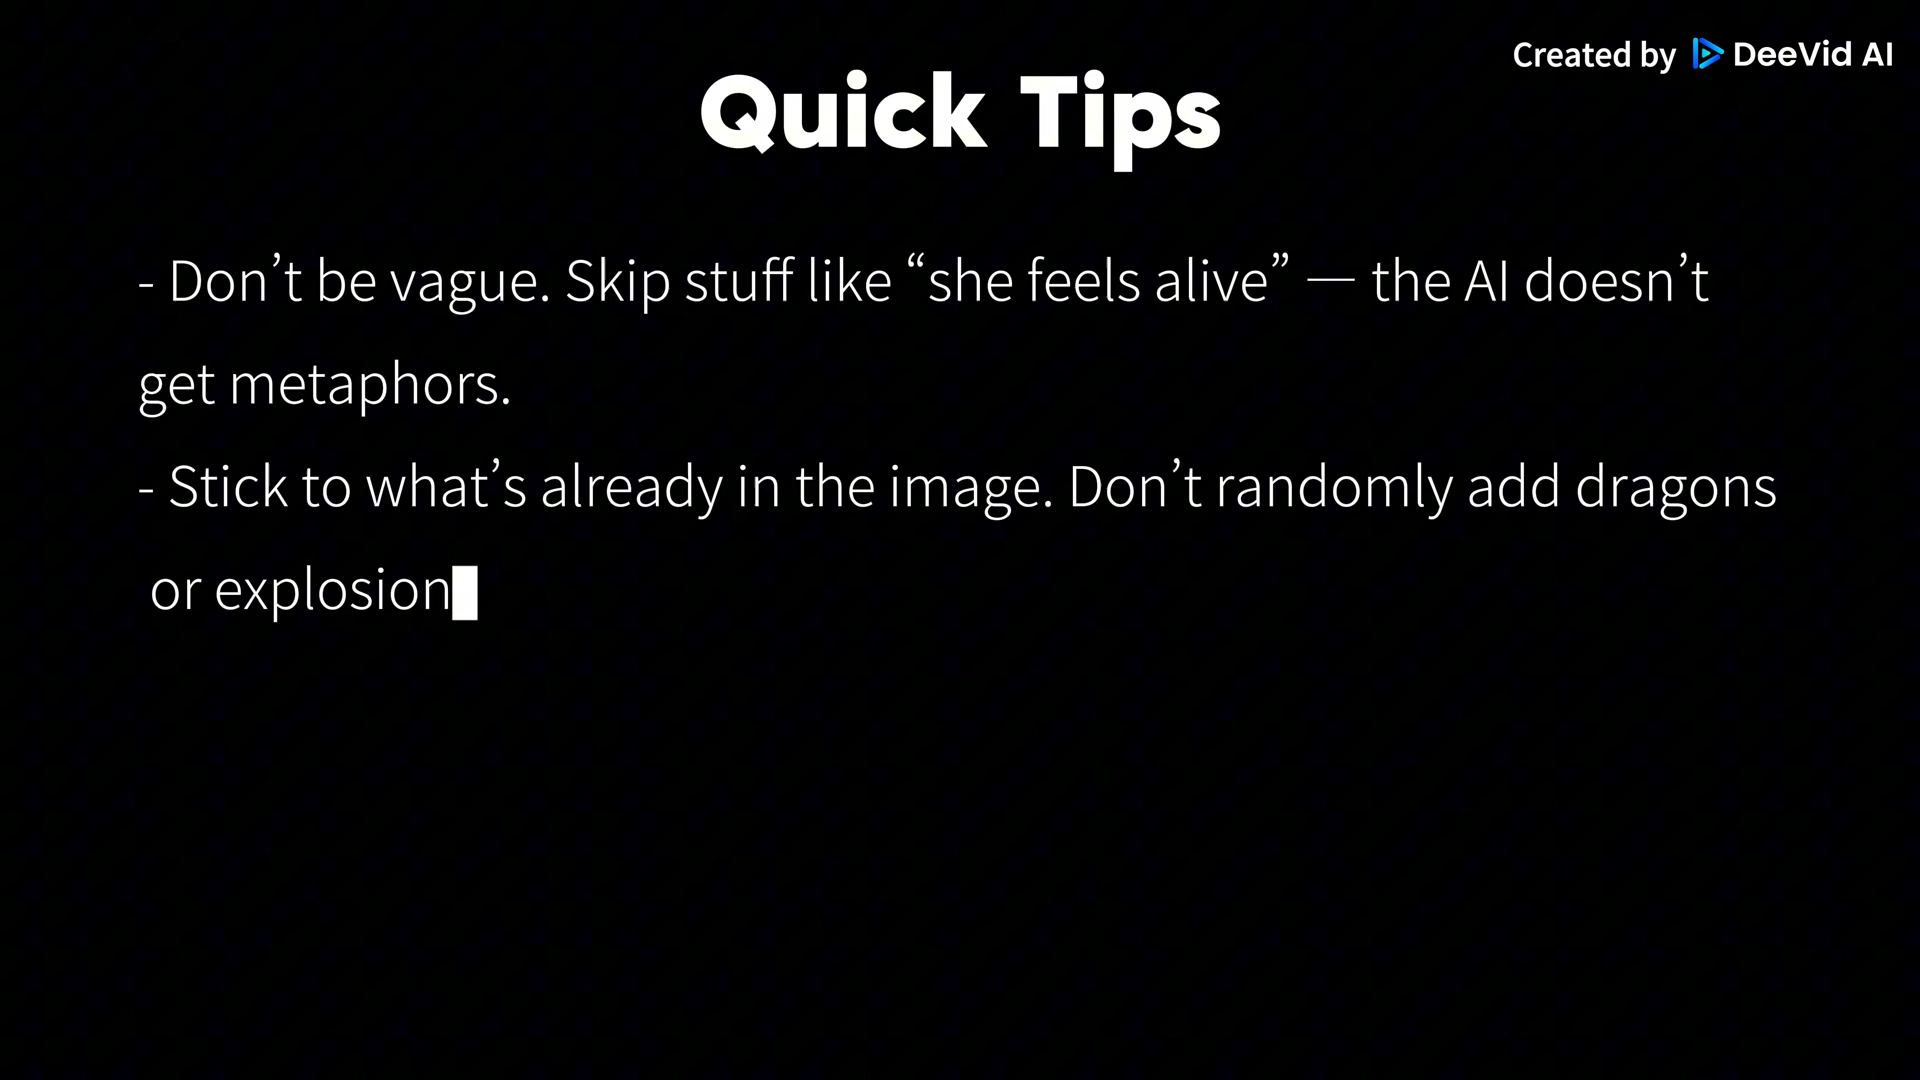 Created by DeeVid AI
Quick Tips
- Don’t be vague. Skip stuff like “she feels alive” — the AI doesn’t
get metaphors.
- Stick to what’s already in the image. Don’t randomly add dragons
or explosion